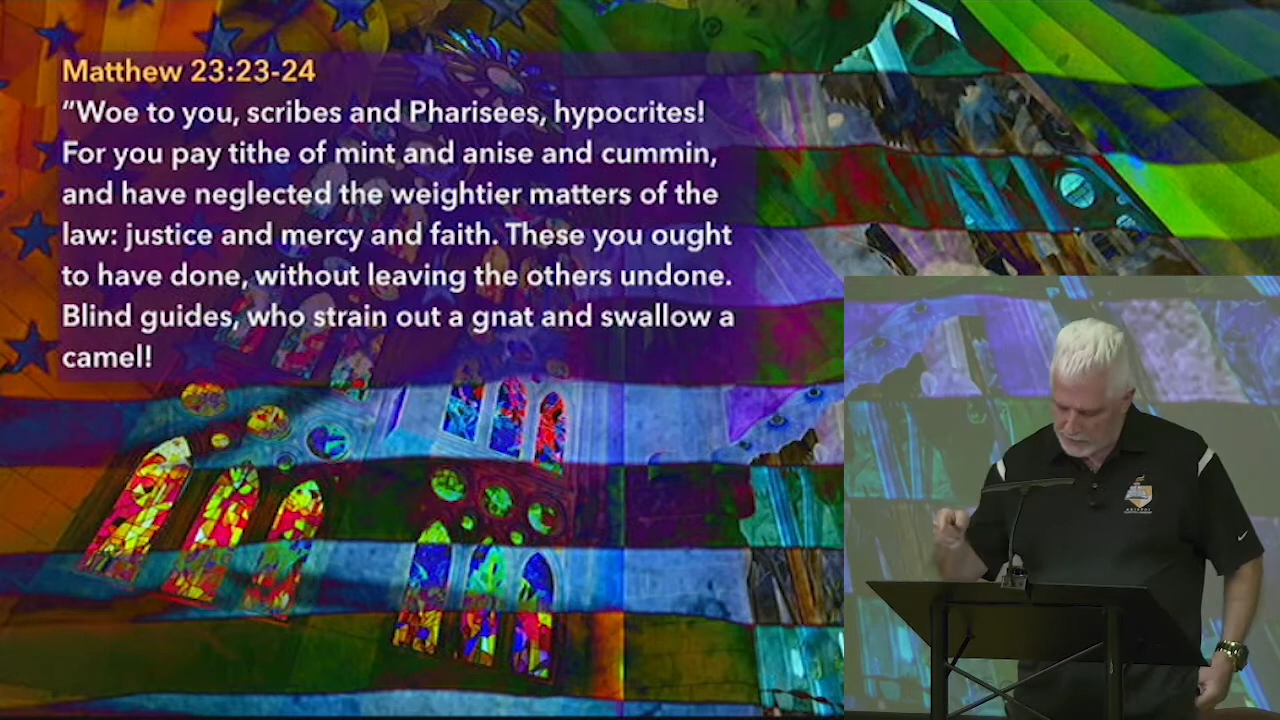 Matthew 23:23-24
“Woe to you, scribes and Pharisees, hypocrites!
For you pay tithe of mint and anise and cummin,
and have neglected the weightier matters of the
law: justice and mercy and faith. These you ought
to have done, without leaving the others undone.
Blind guides, who strain out a gnat and swallow a
camel!